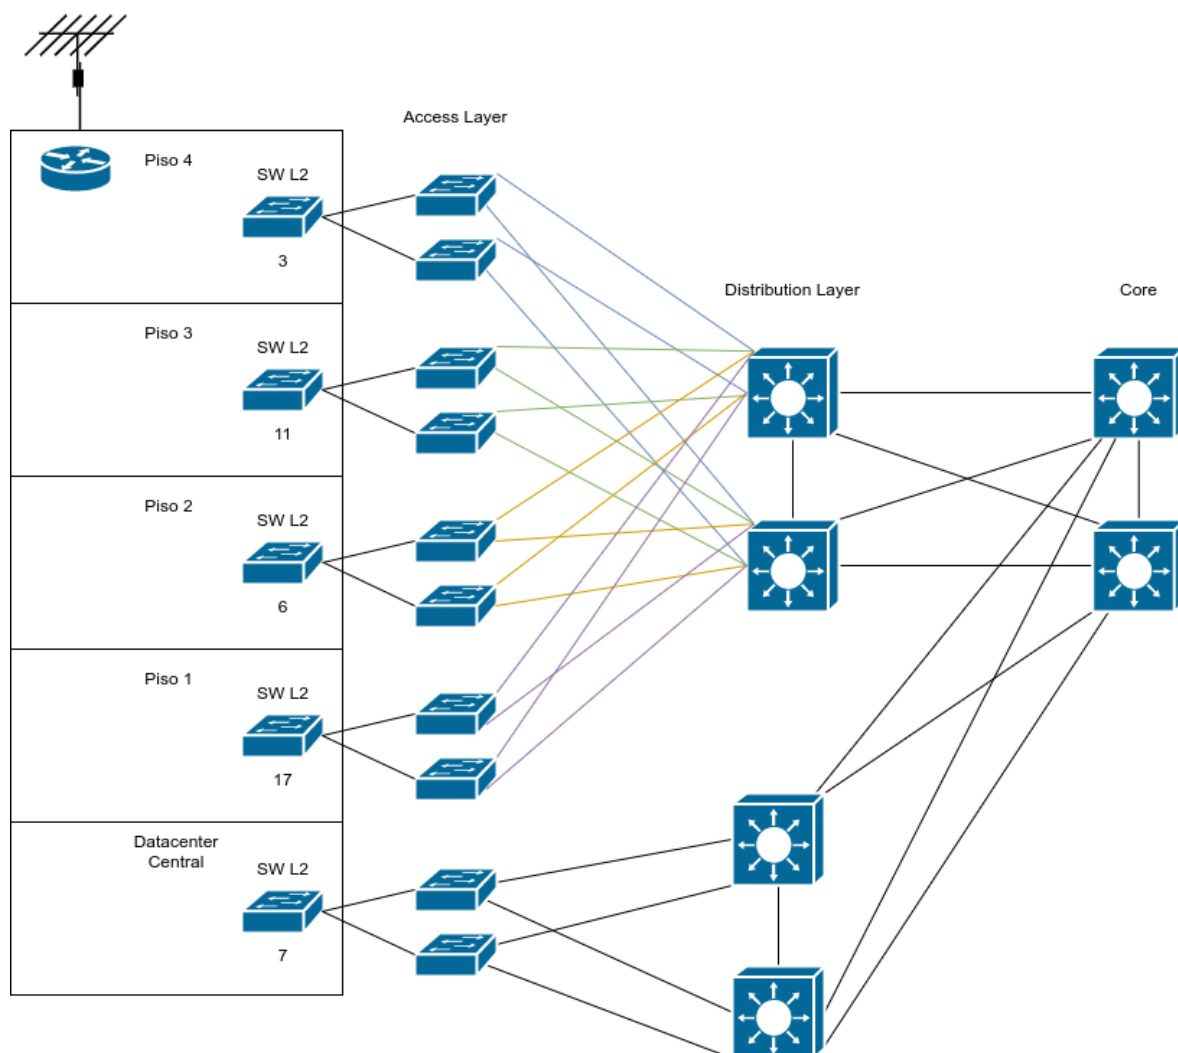 Access Layer
Piso 4
SW L2
3
Distribution Layer
Core
Piso 3
SW L2
11
Piso 2
SW L2
6
Piso 1
SW L2
17
Datacenter
Central
SW L2
7